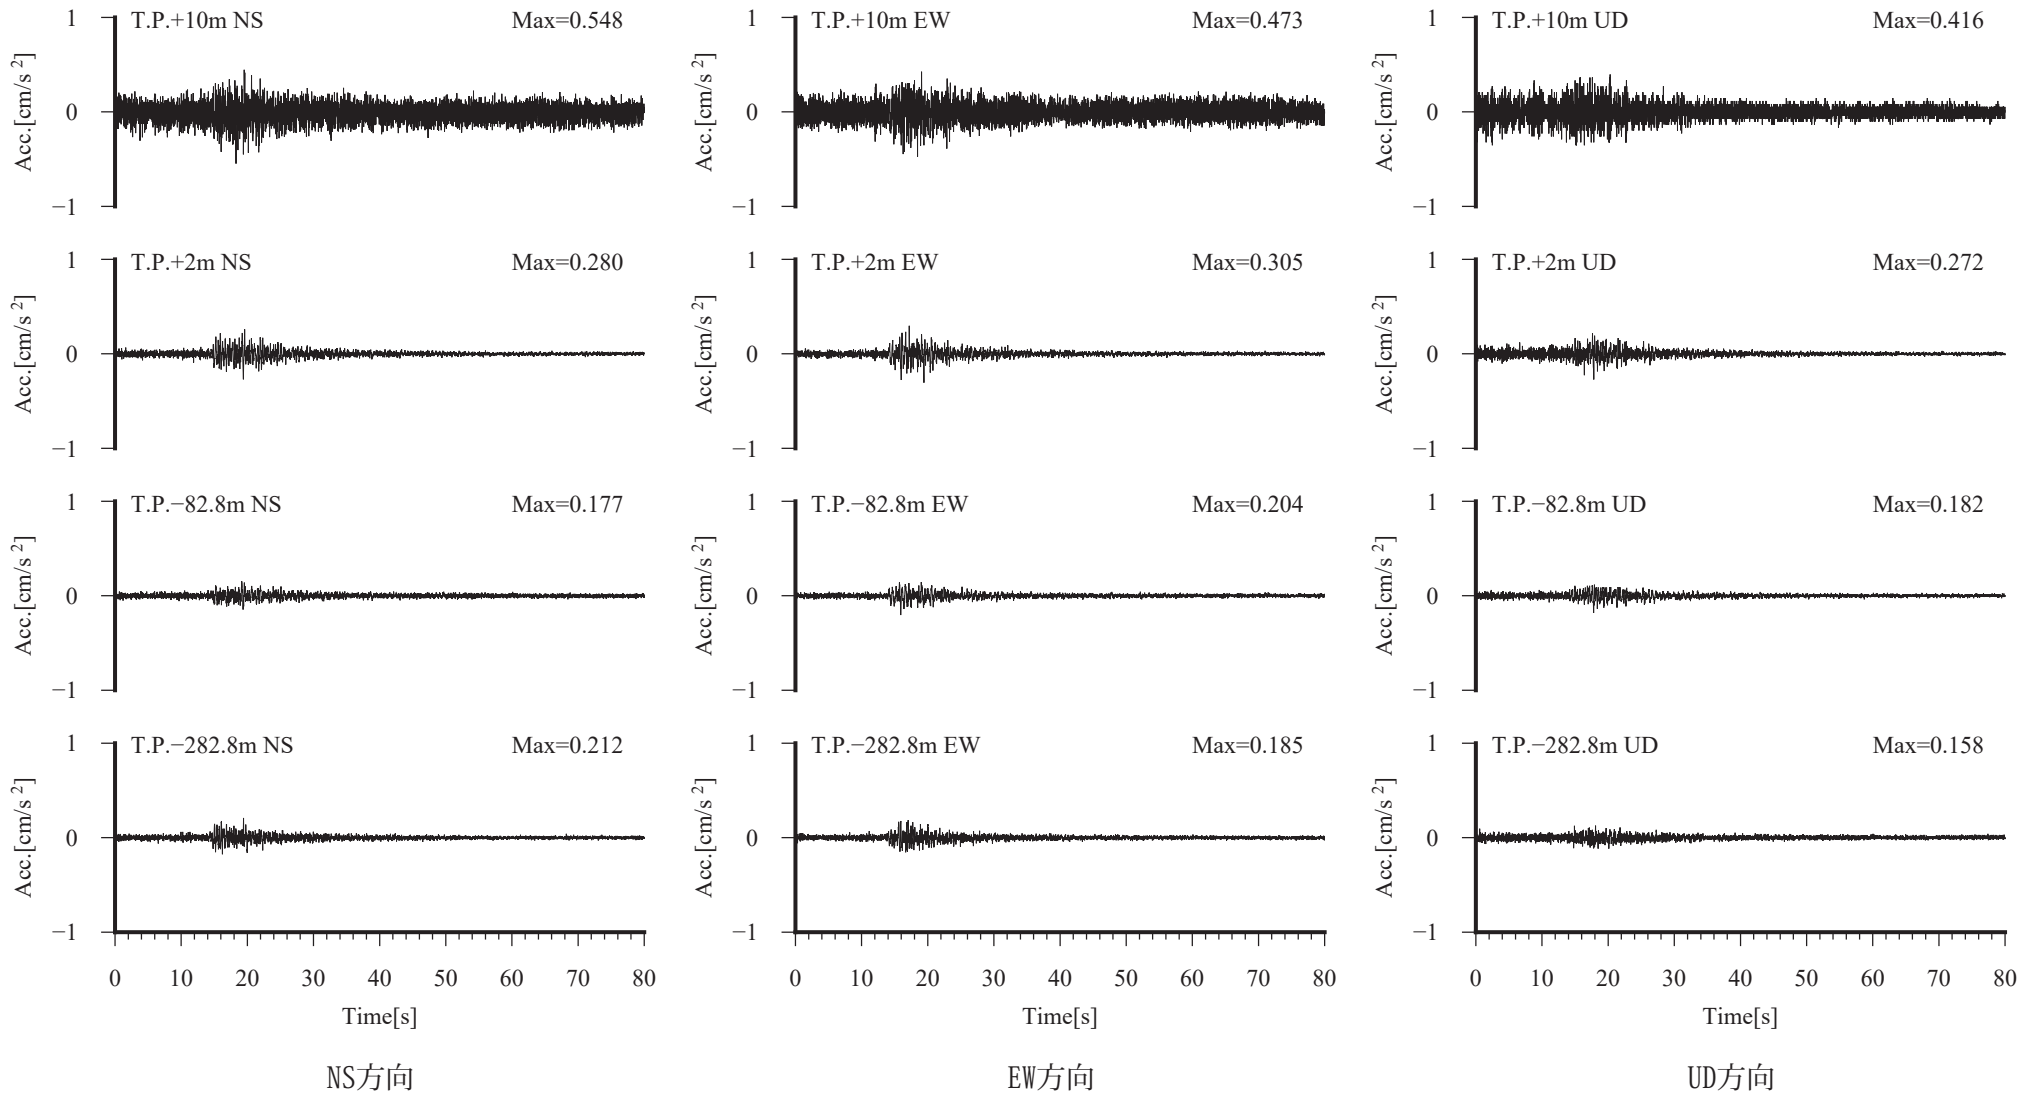 T.P.+10m NS Max=0.548
1
0
−1
Acc.[cm/s²]
T.P.+2m NS Max=0.280
1
0
−1
Acc.[cm/s²]
T.P.−82.8m NS Max=0.177
1
0
−1
Acc.[cm/s²]
T.P.−282.8m NS Max=0.212
1
0
−1
Acc.[cm/s²]
0 10 20 30 40 50 60 70 80
Time[s]
NS方向
T.P.+10m EW Max=0.473
1
0
−1
Acc.[cm/s²]
T.P.+2m EW Max=0.305
1
0
−1
Acc.[cm/s²]
T.P.−82.8m EW Max=0.204
1
0
−1
Acc.[cm/s²]
T.P.−282.8m EW Max=0.185
1
0
−1
Acc.[cm/s²]
0 10 20 30 40 50 60 70 80
Time[s]
EW方向
T.P.+10m UD Max=0.416
1
0
−1
Acc.[cm/s²]
T.P.+2m UD Max=0.272
1
0
−1
Acc.[cm/s²]
T.P.−82.8m UD Max=0.182
1
0
−1
Acc.[cm/s²]
T.P.−282.8m UD Max=0.158
1
0
−1
Acc.[cm/s²]
0 10 20 30 40 50 60 70 80
Time[s]
UD方向